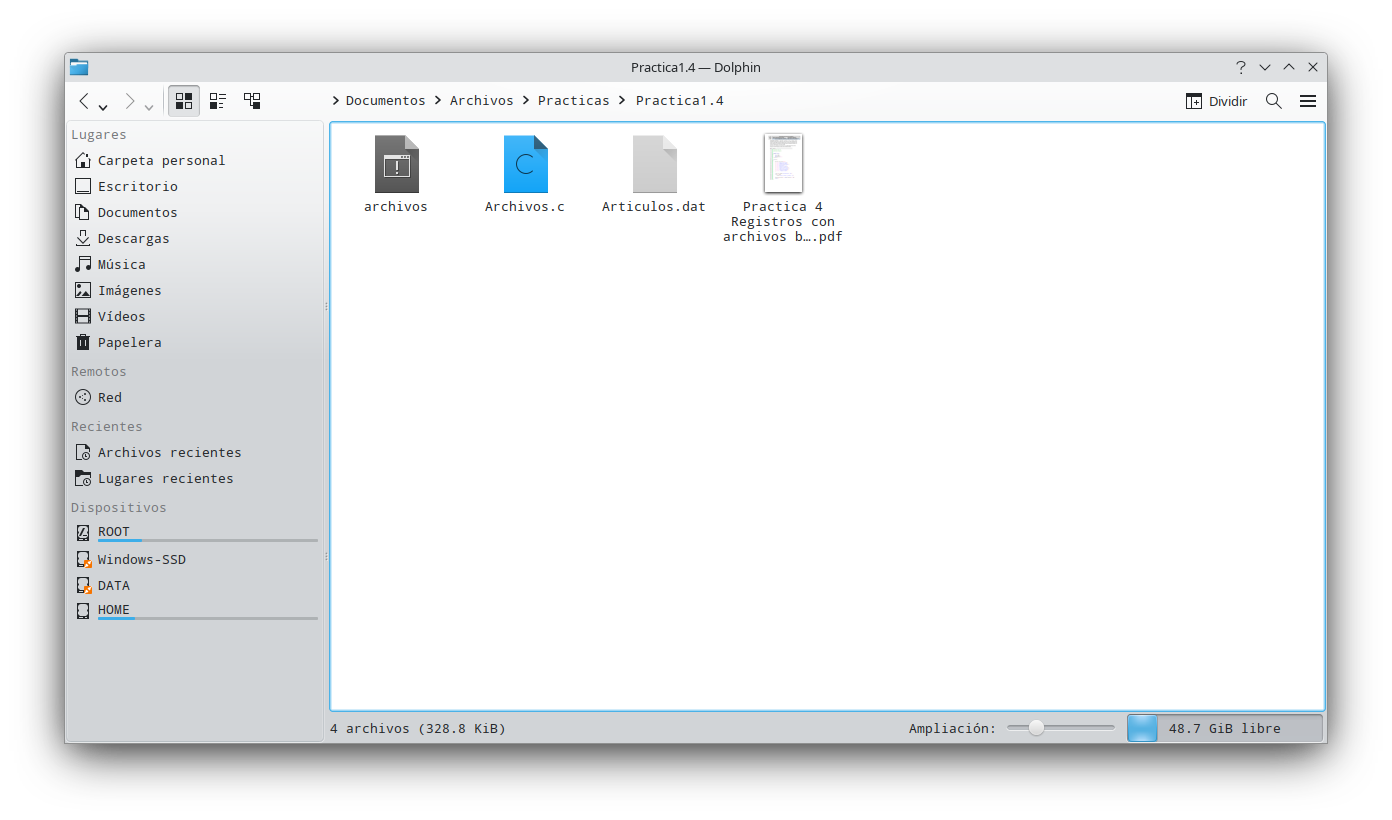 Practica1.4 — Dolphin
Documentos
Archivos
Practicas
Practica1.4
Dividir
Lugares
Carpeta personal
Escritorio
Documentos
Descargas
Música
Imágenes
Vídeos
Papelera
Remotos
Red
Recientes
Archivos recientes
Lugares recientes
Dispositivos
ROOT
Windows-SSD
DATA
HOME
archivos
C
Archivos.c
Articulos.dat
Practica 4
Registros con
archivos b….pdf
4 archivos (328.8 KiB)
Ampliación:
48.7 GiB libre